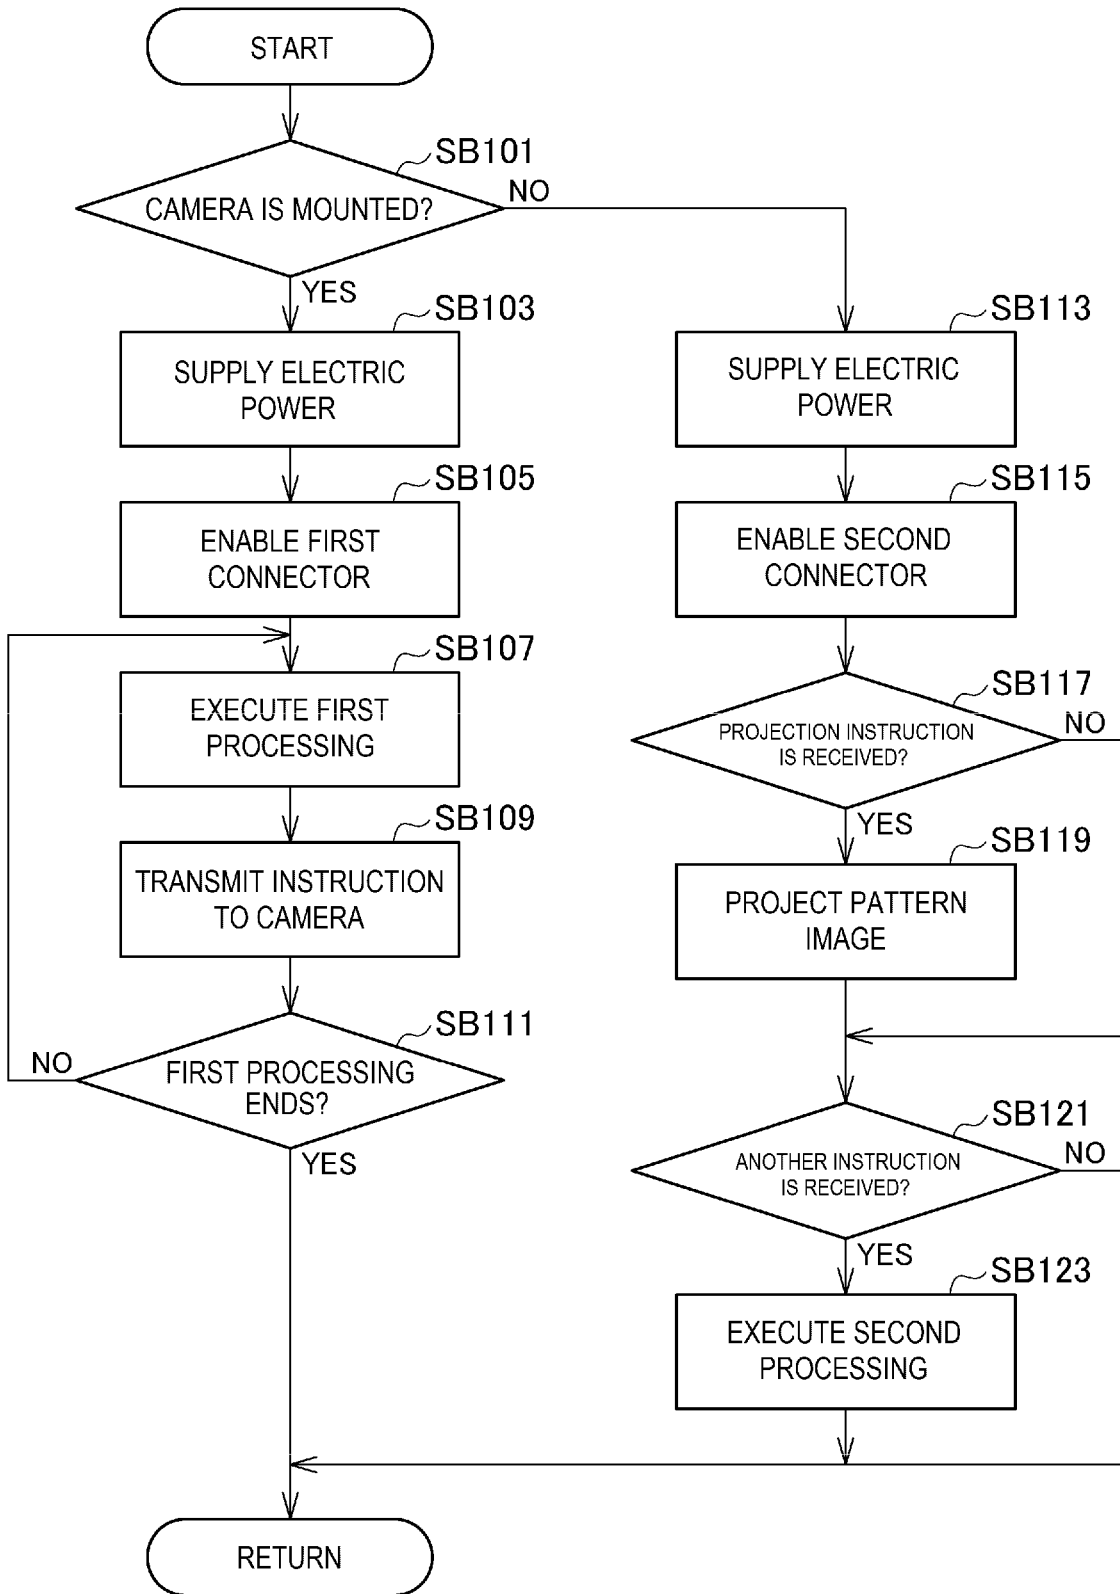 START
SB101
CAMERA IS MOUNTED?
NO
YES
SB103
SUPPLY ELECTRIC
POWER
SB105
ENABLE FIRST
CONNECTOR
SB107
EXECUTE FIRST
PROCESSING
SB109
TRANSMIT INSTRUCTION
TO CAMERA
SB111
FIRST PROCESSING
ENDS?
NO
YES
SB113
SUPPLY ELECTRIC
POWER
SB115
ENABLE SECOND
CONNECTOR
SB117
PROJECTION INSTRUCTION
IS RECEIVED?
NO
YES
SB119
PROJECT PATTERN
IMAGE
SB121
ANOTHER INSTRUCTION
IS RECEIVED?
NO
YES
SB123
EXECUTE SECOND
PROCESSING
RETURN